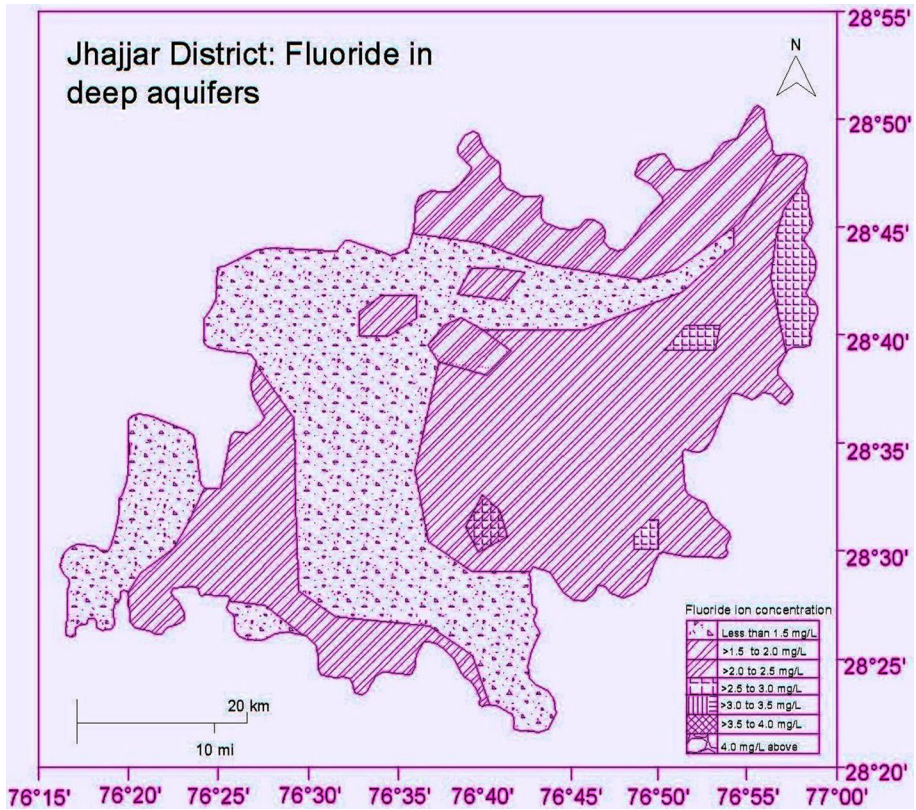 Jhajjar District: Fluoride in
deep aquifers
N
28°55'
28°50'
28°45'
28°40'
28°35'
28°30'
28°25'
28°20'
Fluoride ion concentration
Less than 1.5 mg/L
>1.5 to 2.0 mg/L
>2.0 to 2.5 mg/L
>2.5 to 3.0 mg/L
>3.0 to 3.5 mg/L
>3.5 to 4.0 mg/L
4.0 mg/L above
20 km
10 mi
76°15' 76°20' 76°30' 76°35' 76°40' 76°45' 76°50' 76°55' 77°00'